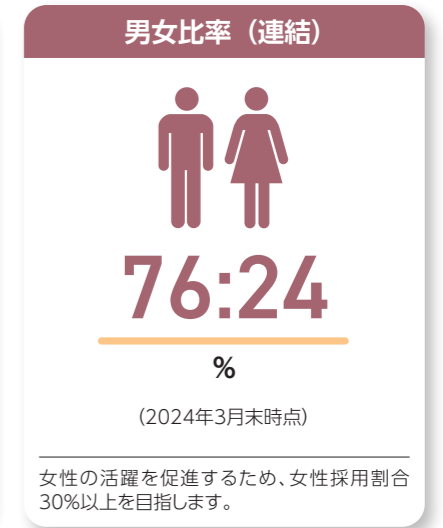 男女比率（連結）
76:24
%
（2024年3月末時点）
女性の活躍を促進するため、女性採用割合
30%以上を目指します。